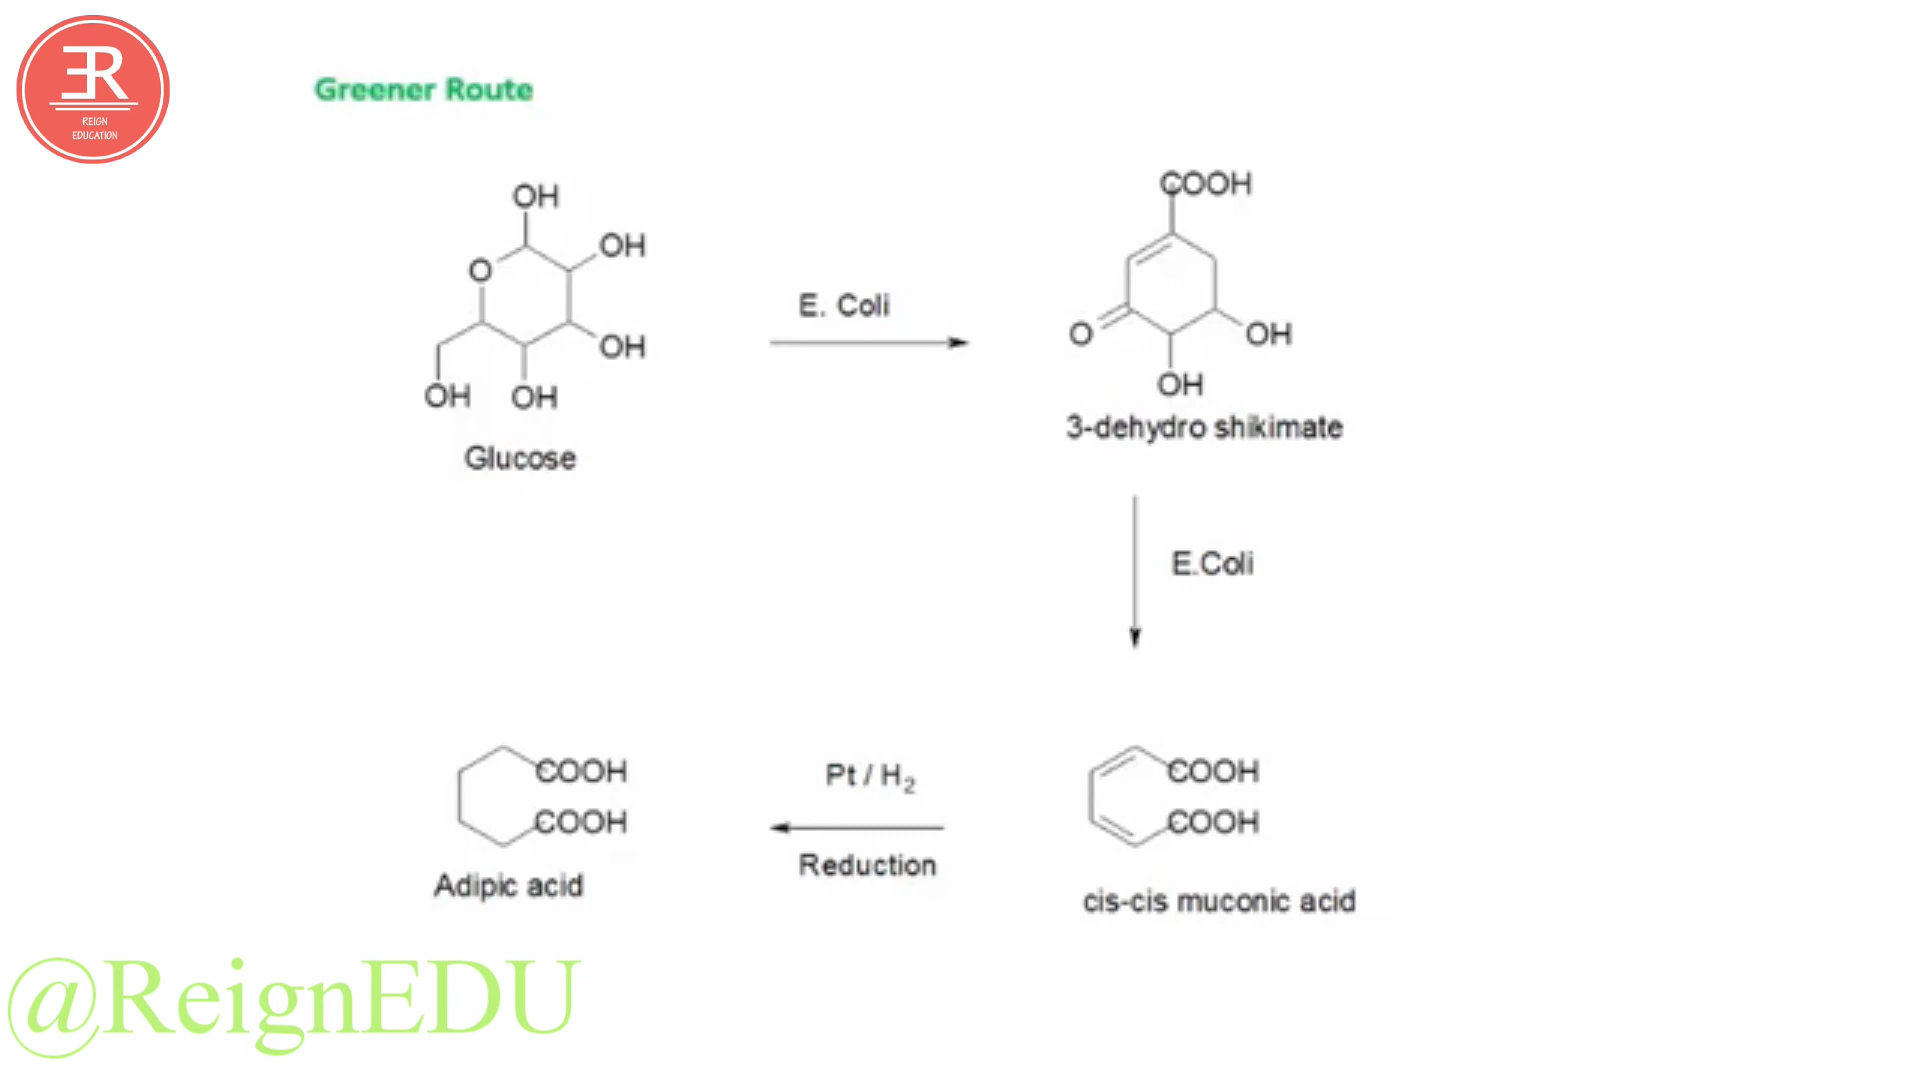 ER
REIGN
EDUCATION
Greener Route
OH
OH
O
OH
OH
OH
Glucose
E. Coli
COOH
O
OH
OH
3-dehydro shikimate
E.Coli
COOH
COOH
Adipic acid
Pt / H₂
Reduction
COOH
COOH
cis-cis muconic acid
@ReignEDU